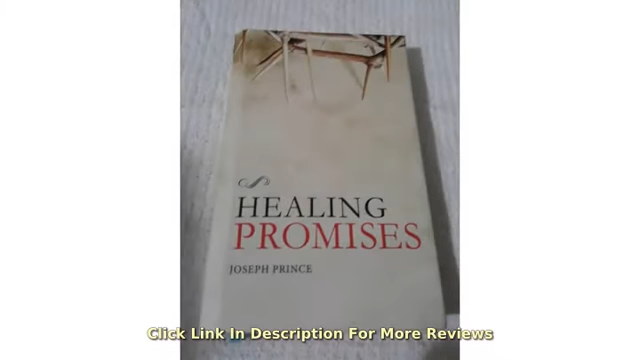 HEALING
PROMISES
JOSEPH PRINCE
Click Link In Description For More Reviews